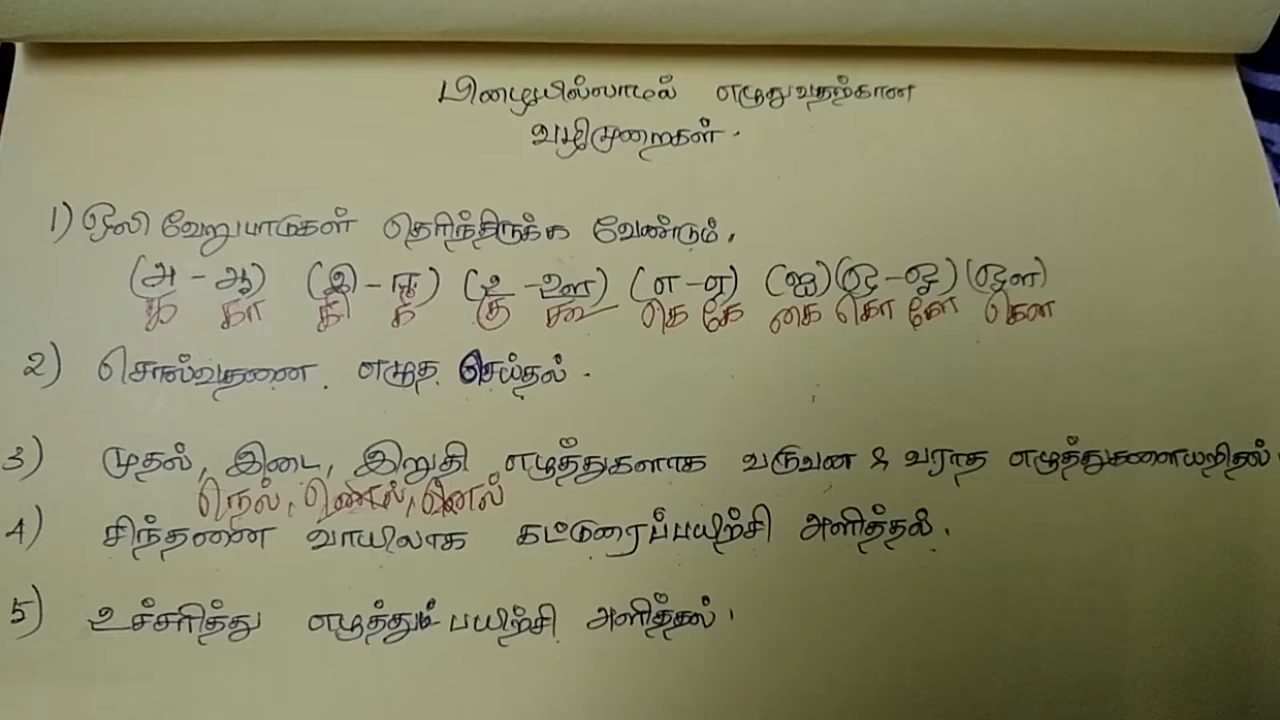 பிழையில்லாமல் எழுதுவதற்கான
வழிமுறைகள்.
1) ஒலி வேறுபாடுகள் தெரிந்திருக்க வேண்டும்.
(அ - ஆ) (இ - ஈ) (உ - ஊ) (எ - ஏ) (ஐ) (ஒ - ஓ) (ஔ)
க கா கி கீ கு கூ கெ கே கை கொ கோ கௌ
2) சொல்வதனை எழுத செய்தல்.
3) முதல், இடை, இறுதி எழுத்துகளாக வருவன & வராத எழுத்துகளையறிதல்
நெல், ணெல், னெல்
4) சிந்தனை வாயிலாக கட்டுரைப்பயிற்சி அளித்தல்.
5) உச்சரித்து எழுத்துப் பயிற்சி அளித்தல்.